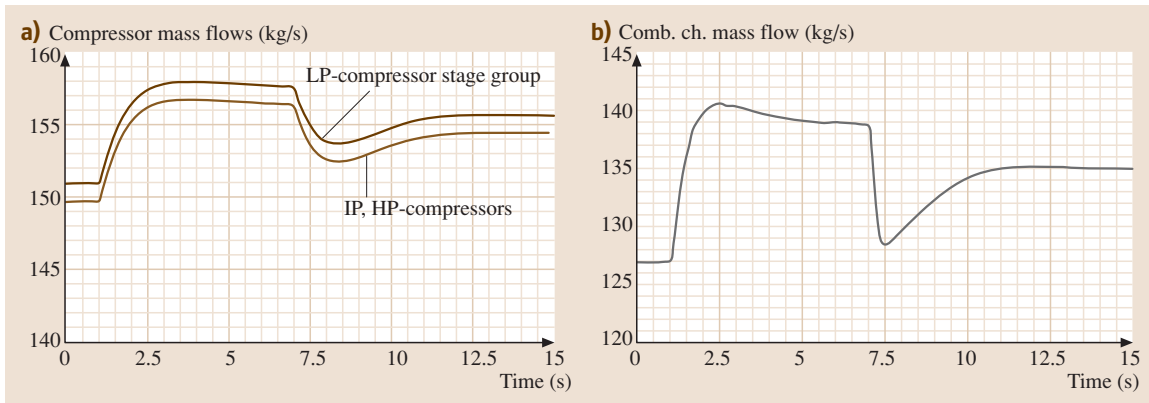 a) Compressor mass flows (kg/s)
160
155
150
145
140
0 2.5 5 7.5 10 12.5 15
Time (s)
LP-compressor stage group
IP, HP-compressors
b) Comb. ch. mass flow (kg/s)
145
140
135
130
125
120
0 2.5 5 7.5 10 12.5 15
Time (s)